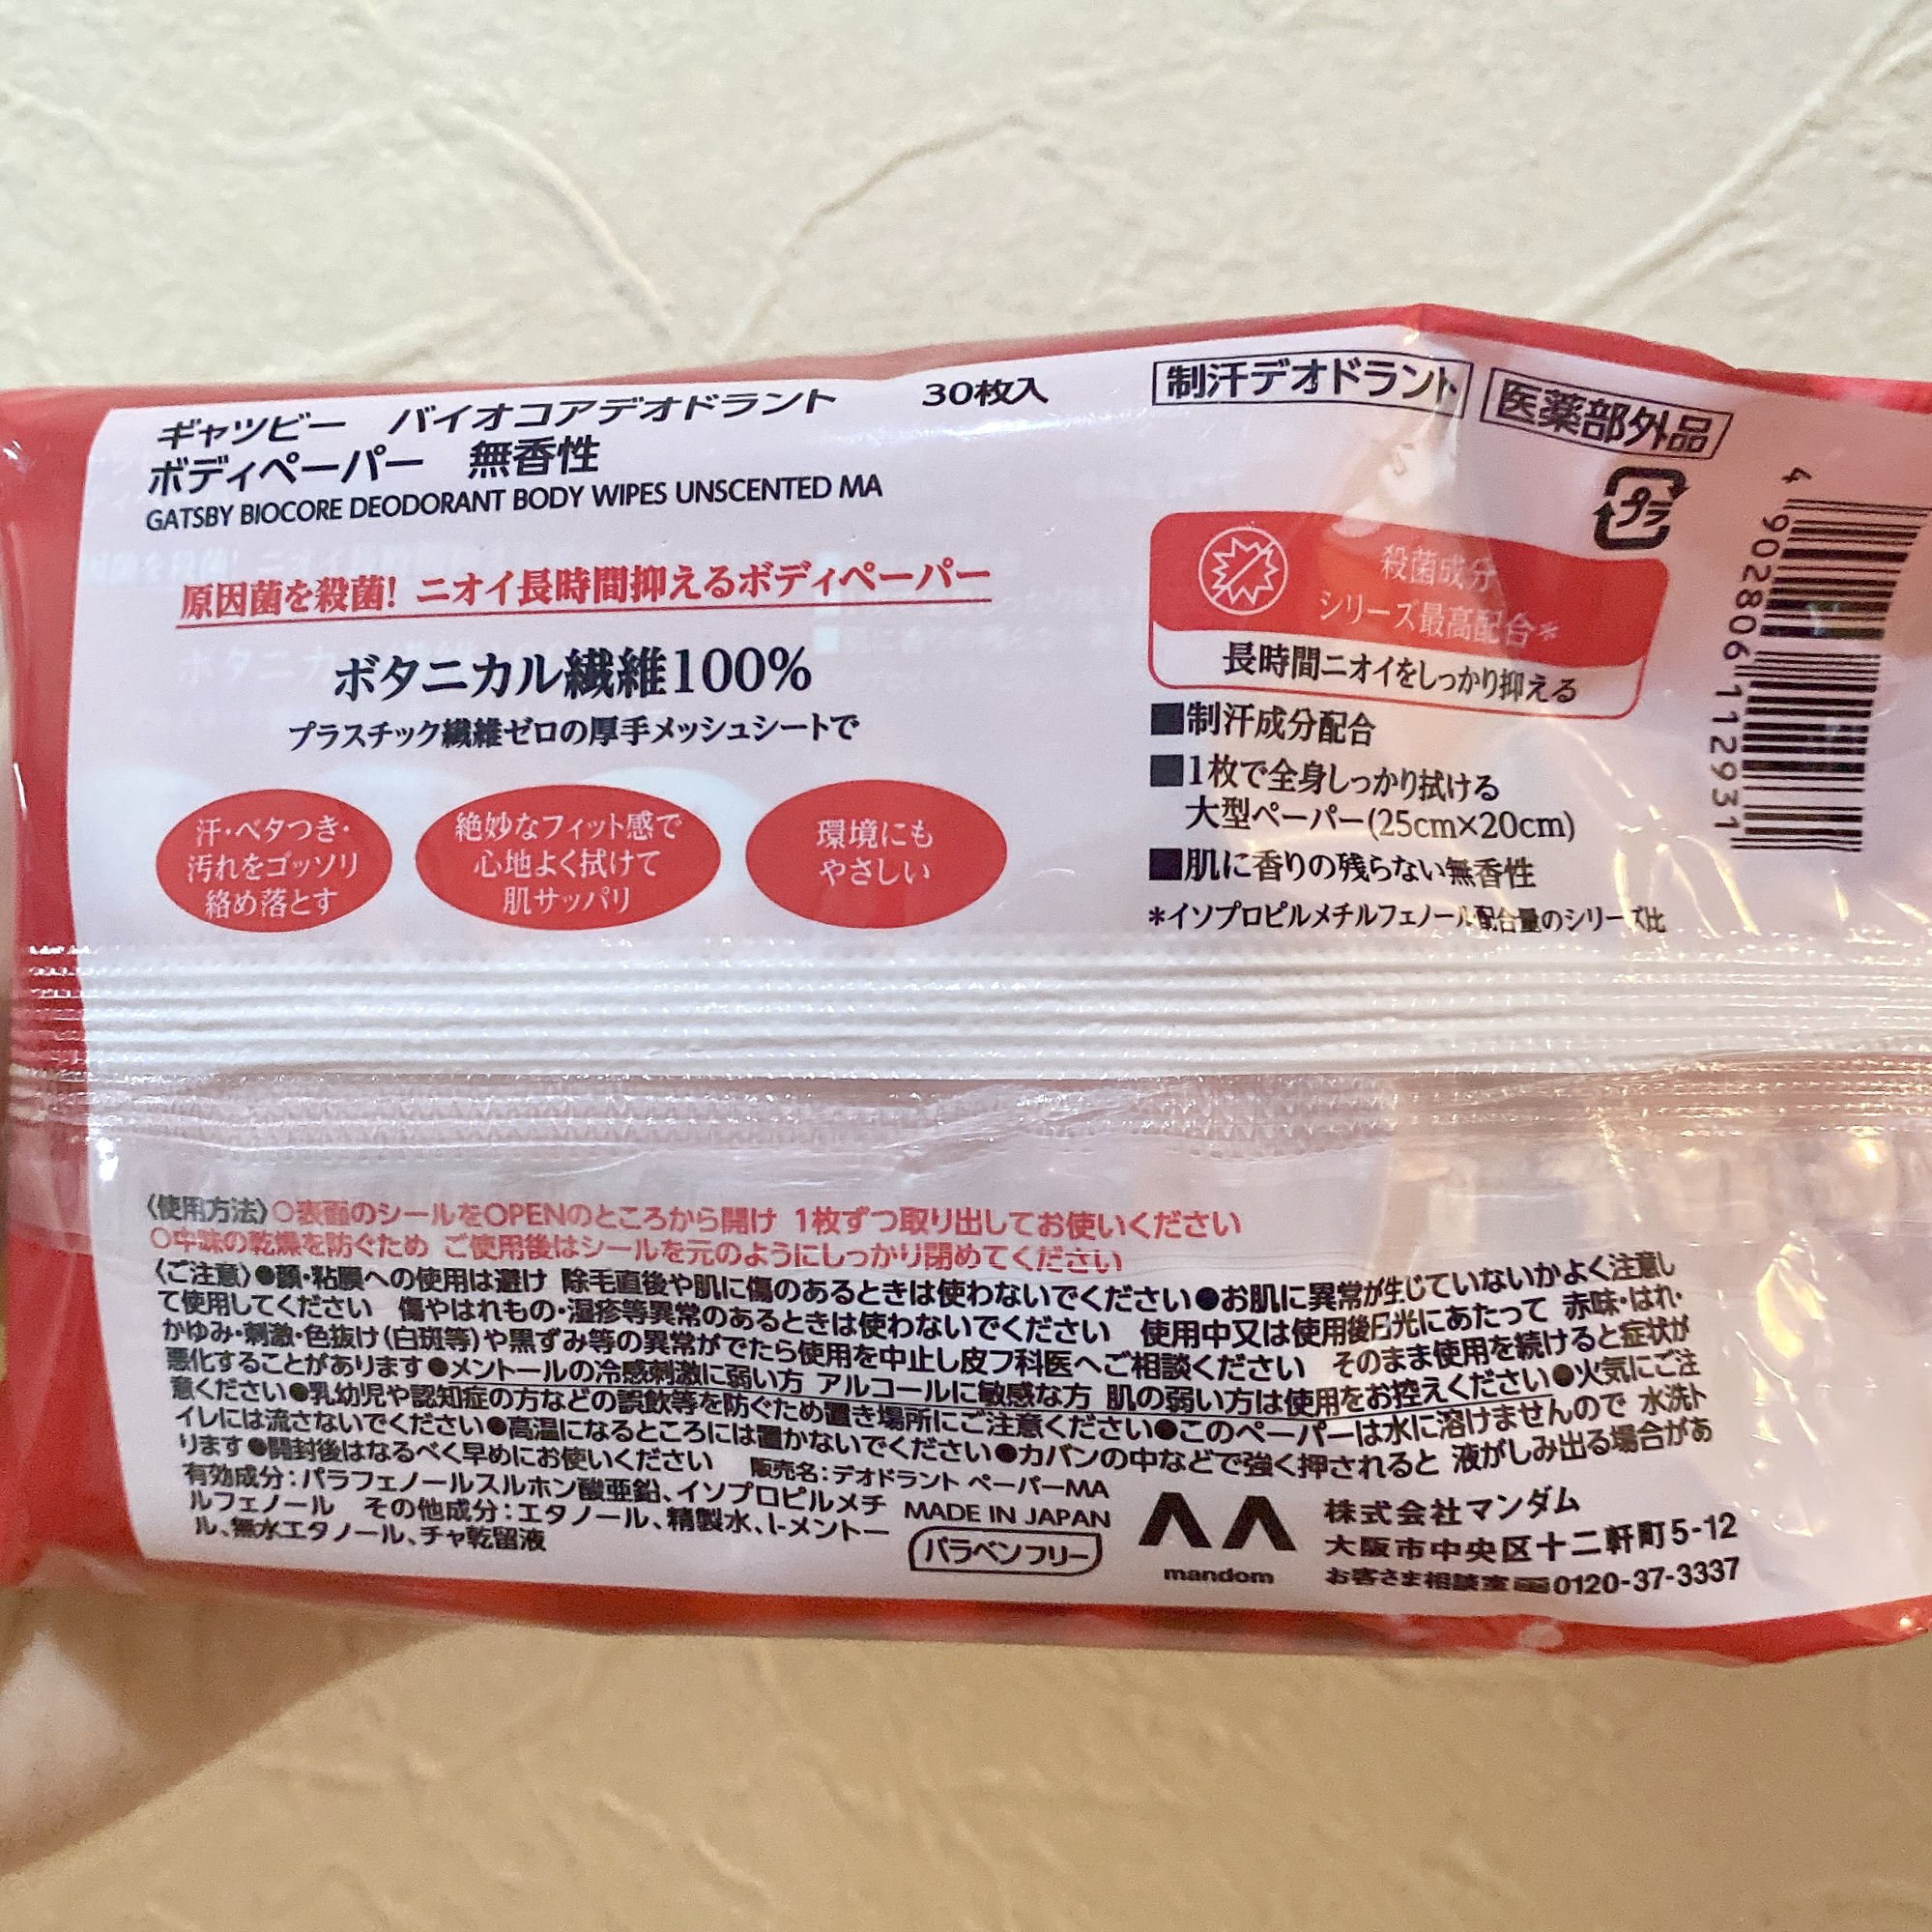 ギャツビー　バイオコアデオドラント　30枚入
ボディペーパー　無香性
GATSBY BIOCORE DEODORANT BODY WIPES UNSCENTED MA
原因菌を殺菌! ニオイ長時間抑えるボディペーパー
ボタニカル繊維100%
プラスチック繊維ゼロの厚手メッシュシートで
汗・ベタつき・
汚れをゴッソリ
絡め落とす
絶妙なフィット感で
心地よく拭けて
肌サッパリ
環境にも
やさしい
制汗デオドラント 医薬部外品
プラ
殺菌成分
シリーズ最高配合*
長時間ニオイをしっかり抑える
■制汗成分配合
■1枚で全身しっかり拭ける
大型ペーパー(25cm×20cm)
■肌に香りの残らない無香性
*イソプロピルメチルフェノール配合量のシリーズ比
4 902806 112931
〈使用方法〉○表面のシールをOPENのところから開け 1枚ずつ取り出してお使いください
○中味の乾燥を防ぐため ご使用後はシールを元のようにしっかり閉めてください
〈ご注意〉●顔・粘膜への使用は避け 除毛直後や肌に傷のあるときは使わないでください●お肌に異常が生じていないかよく注意し
て使用してください　傷やはれもの・湿疹等異常のあるときは使わないでください　使用中又は使用後日光にあたって 赤味・はれ・
かゆみ・刺激・色抜け(白斑等)や黒ずみ等の異常がでたら使用を中止し皮フ科医へご相談ください　そのまま使用を続けると症状が
悪化することがあります●メントールの冷感刺激に弱い方 アルコールに敏感な方 肌の弱い方は使用をお控えください●火気にご注
意ください●乳幼児や認知症の方などの誤飲等を防ぐため置き場所にご注意ください●このペーパーは水に溶けませんので 水洗ト
イレには流さないでください●高温になるところには置かないでください●カバンの中などで強く押されると 液がしみ出る場合があ
ります●開封後はなるべく早めにお使いください　販売名:デオドラント ペーパーMA
有効成分:パラフェノールスルホン酸亜鉛、イソプロピルメチ
ルフェノール　その他成分:エタノール、精製水、l-メントー
ル、無水エタノール、チャ乾留液
MADE IN JAPAN
パラベンフリー
mandom
株式会社マンダム
大阪市中央区十二軒町5-12
お客さま相談室 0120-37-3337